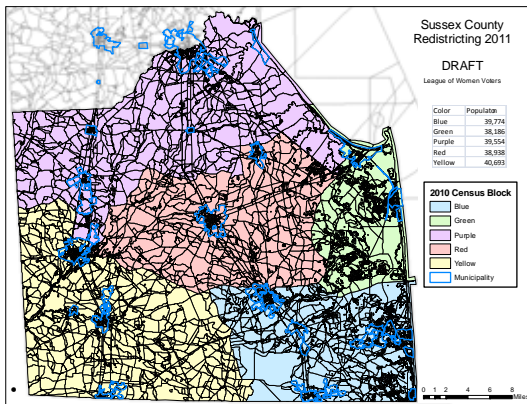 Sussex County
Redistricting 2011
DRAFT
League of Women Voters
Color Populaton
Blue 39,774
Green 38,186
Purple 39,554
Red 38,938
Yellow 40,693
2010 Census Block
Blue
Green
Purple
Red
Yellow
Municipality
0 1 2 4 6 8
Miles